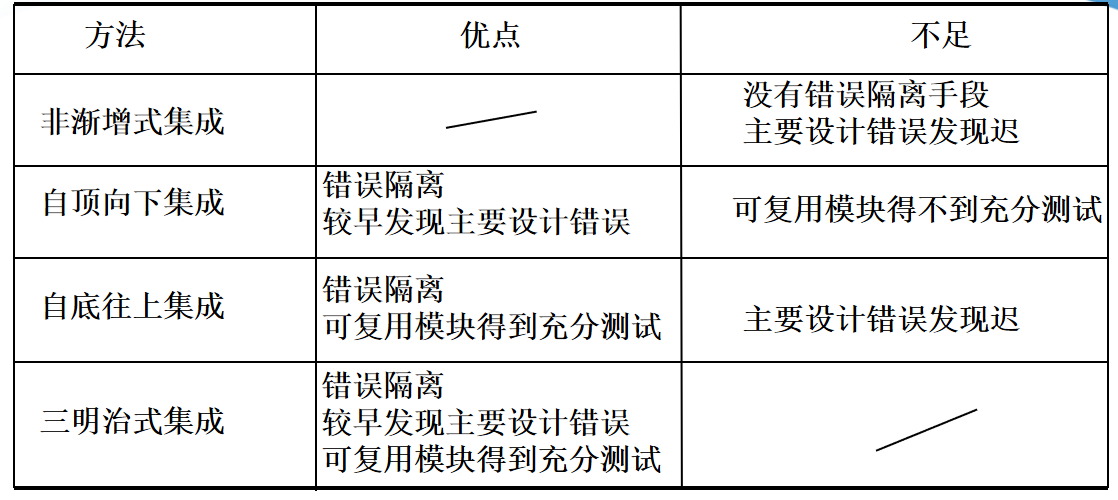 方法
优点
不足
非渐增式集成
没有错误隔离手段
主要设计错误发现迟
自顶向下集成
错误隔离
较早发现主要设计错误
可复用模块得不到充分测试
自底往上集成
错误隔离
可复用模块得到充分测试
主要设计错误发现迟
三明治式集成
错误隔离
较早发现主要设计错误
可复用模块得到充分测试